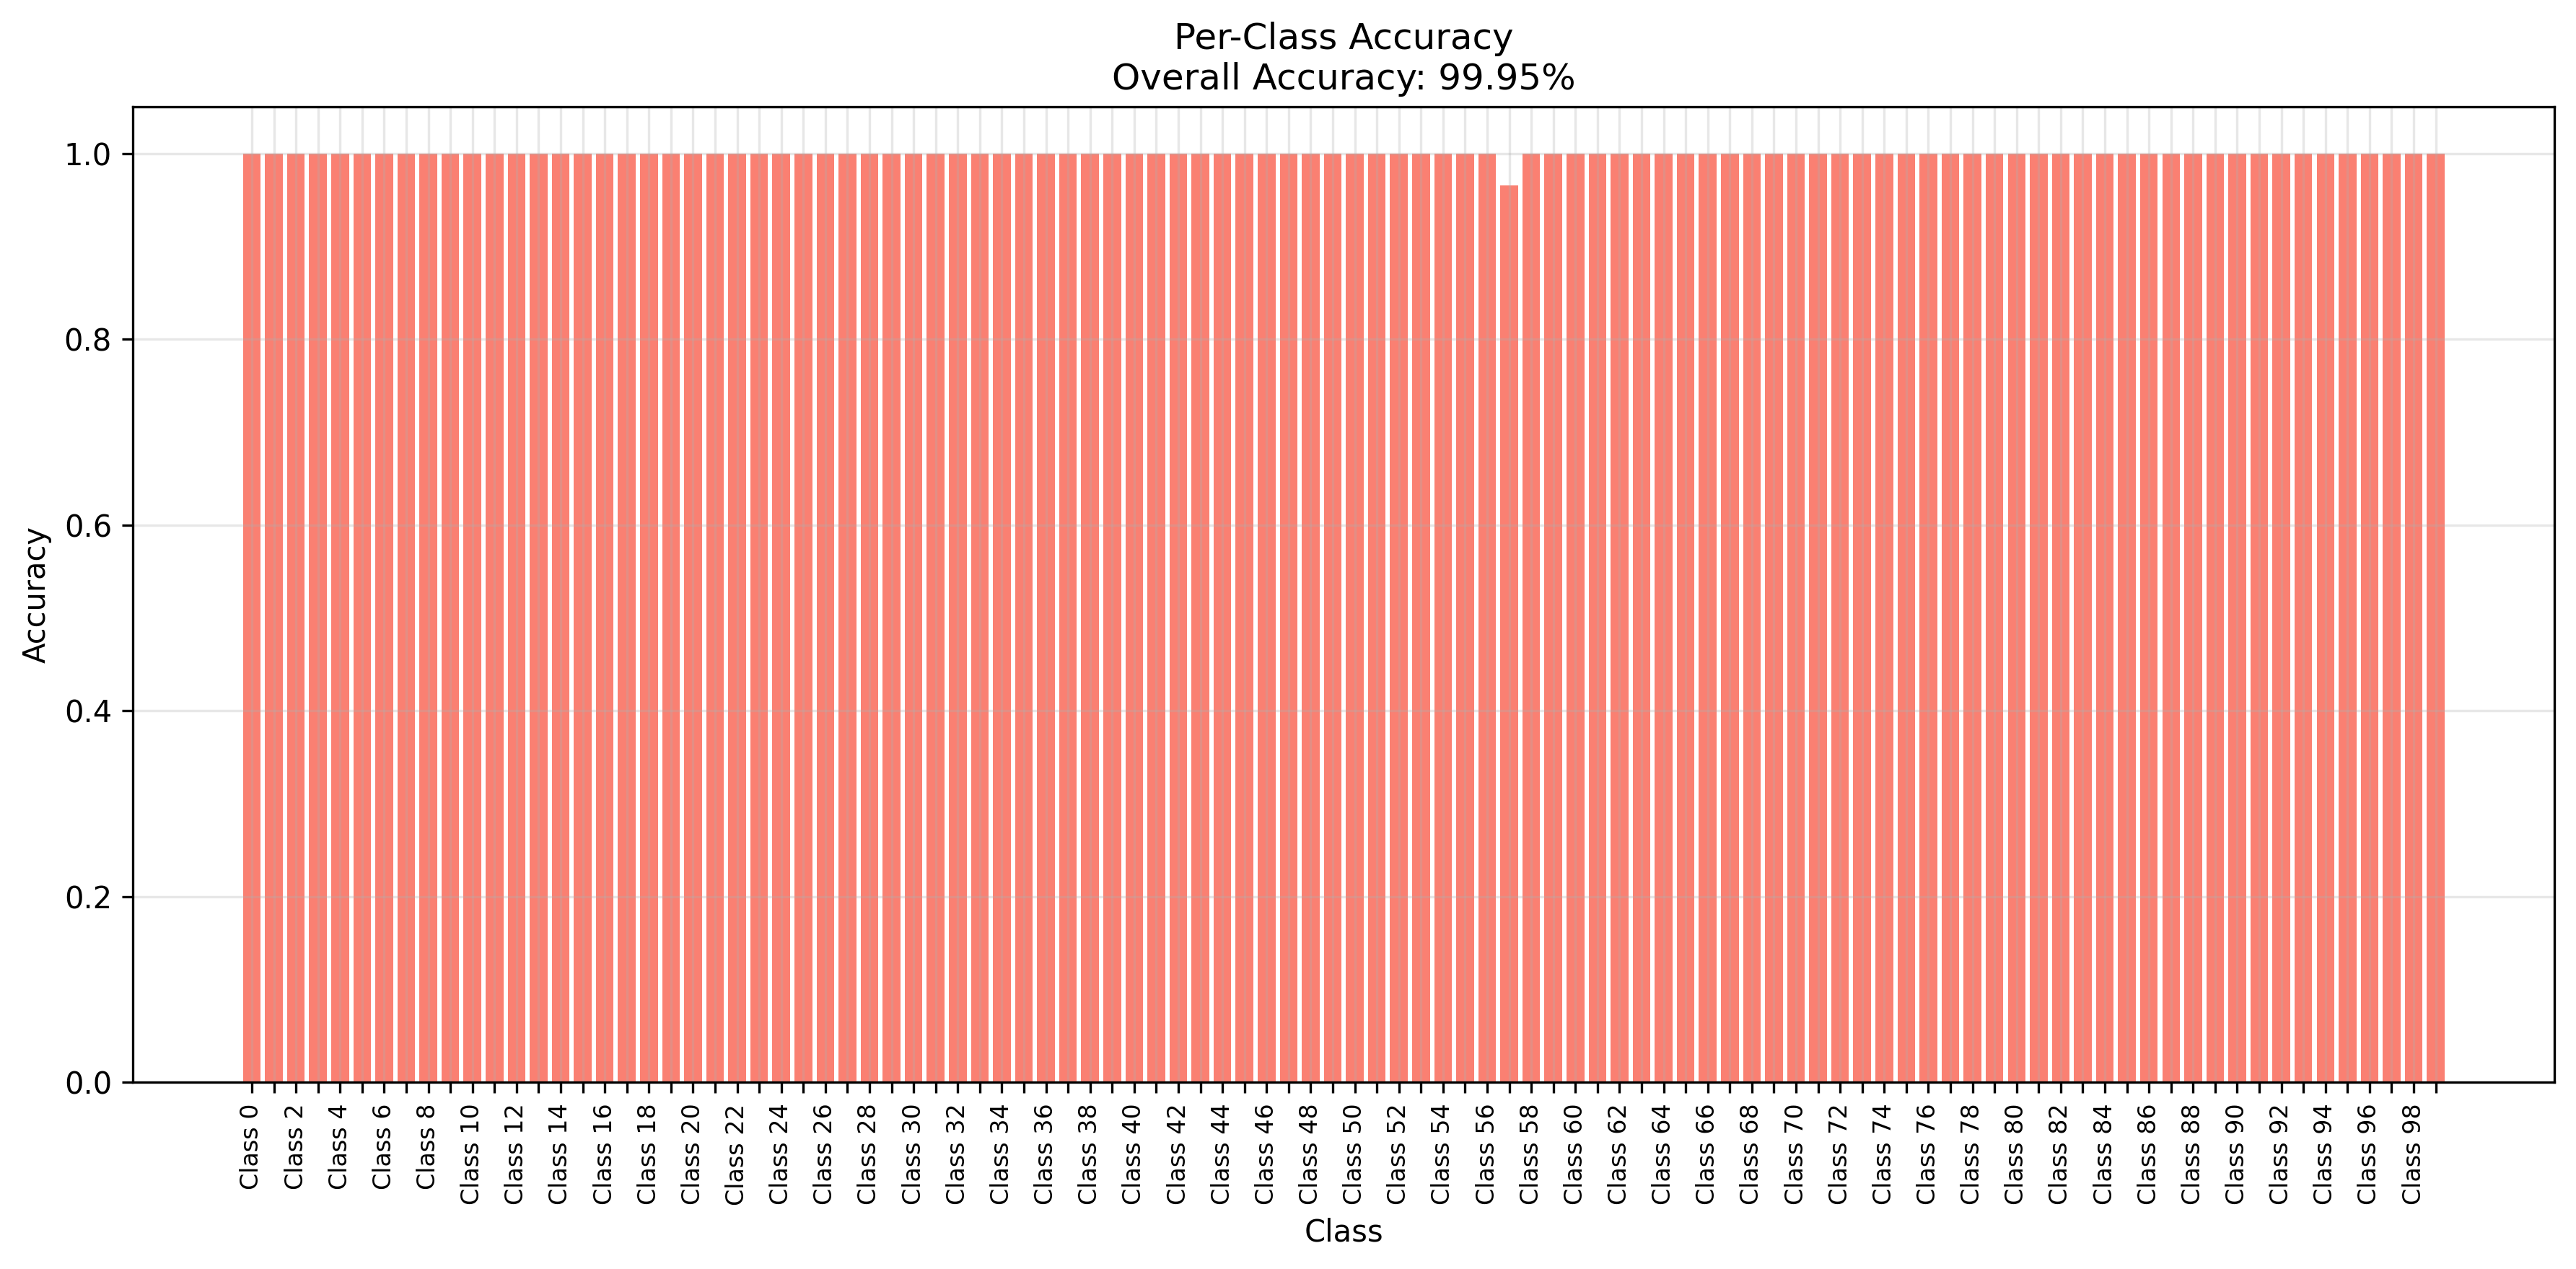 Per-Class Accuracy
Overall Accuracy: 99.95%
Accuracy
1.0
0.8
0.6
0.4
0.2
0.0
Class 0
Class 2
Class 4
Class 6
Class 8
Class 10
Class 12
Class 14
Class 16
Class 18
Class 20
Class 22
Class 24
Class 26
Class 28
Class 30
Class 32
Class 34
Class 36
Class 38
Class 40
Class 42
Class 44
Class 46
Class 48
Class 50
Class 52
Class 54
Class 56
Class 58
Class 60
Class 62
Class 64
Class 66
Class 68
Class 70
Class 72
Class 74
Class 76
Class 78
Class 80
Class 82
Class 84
Class 86
Class 88
Class 90
Class 92
Class 94
Class 96
Class 98
Class